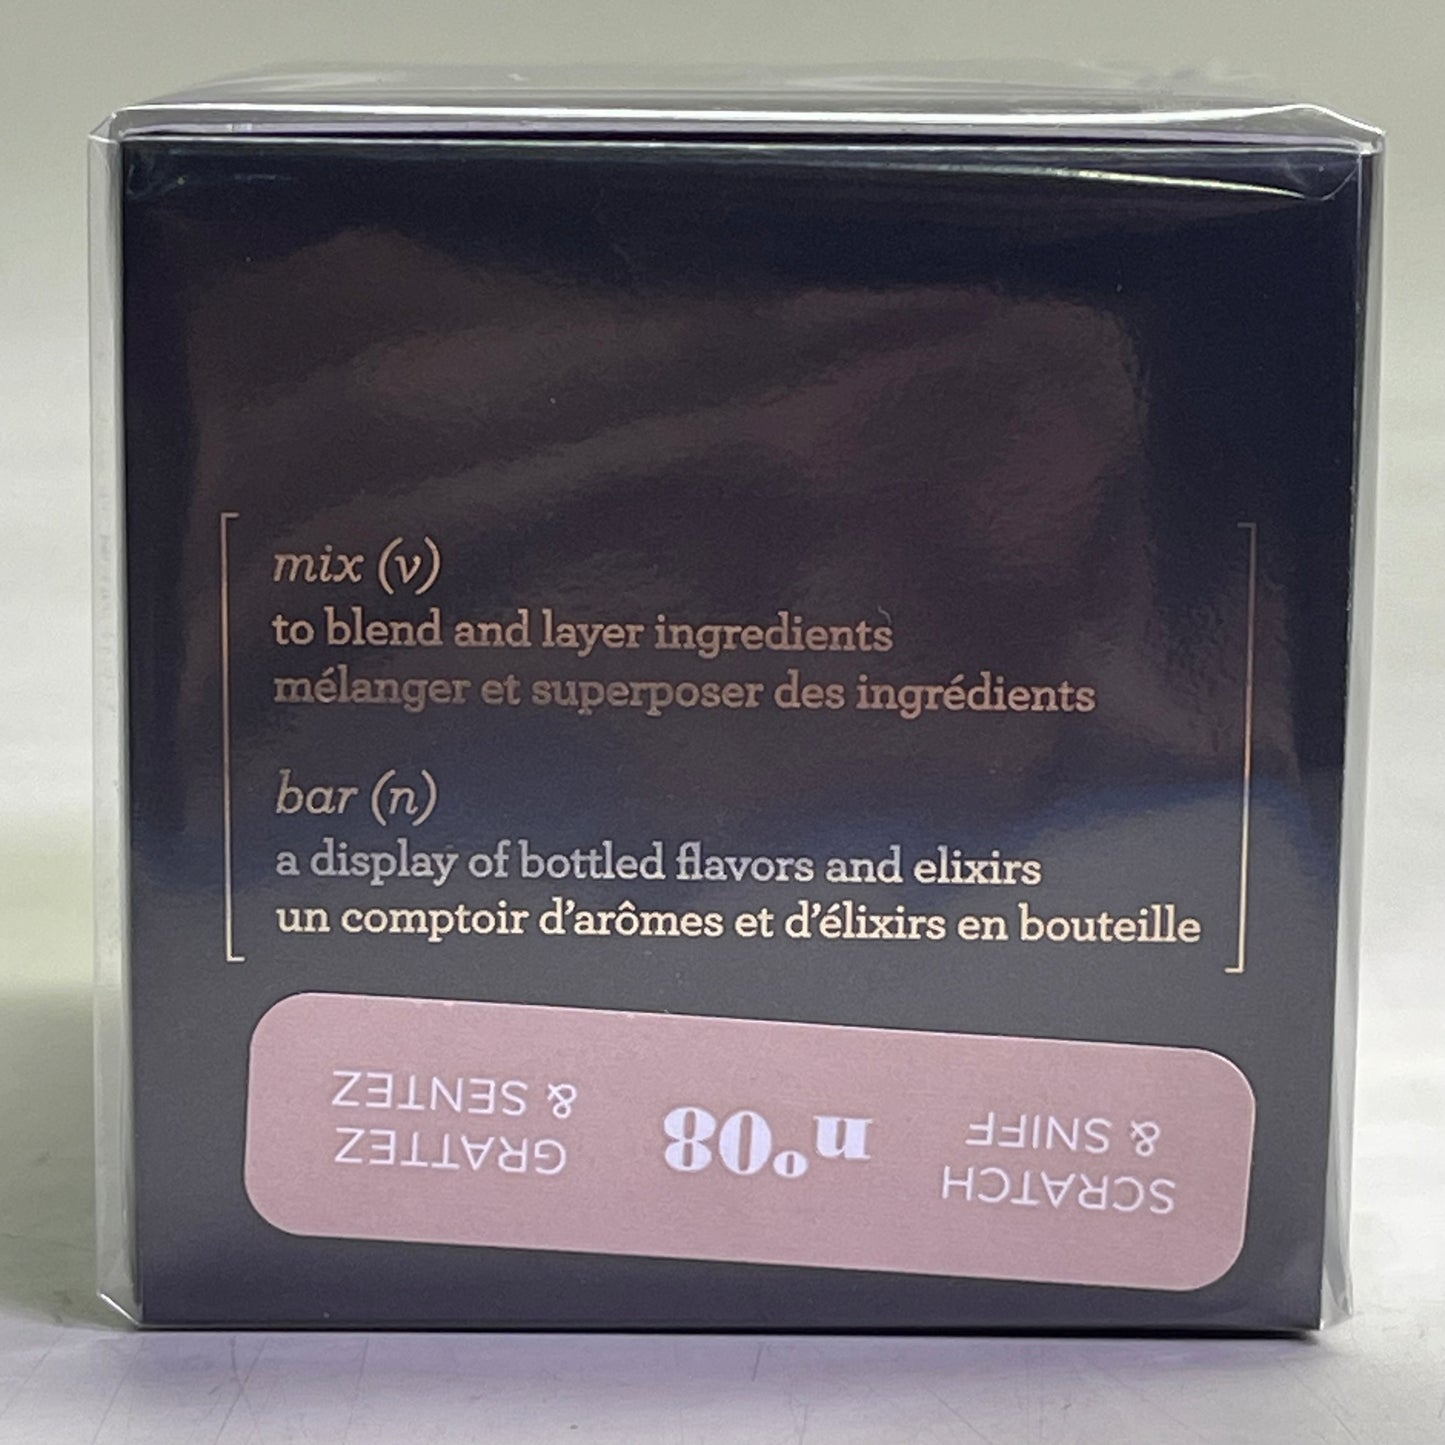 mix (v)
to blend and layer ingredients
mélanger et superposer des ingrédients
bar (n)
a display of bottled flavors and elixirs
un comptoir d'arômes et d'élixirs en bouteille
SCRATCH
& SNIFF
n°08
GRATTEZ
& SENTEZ